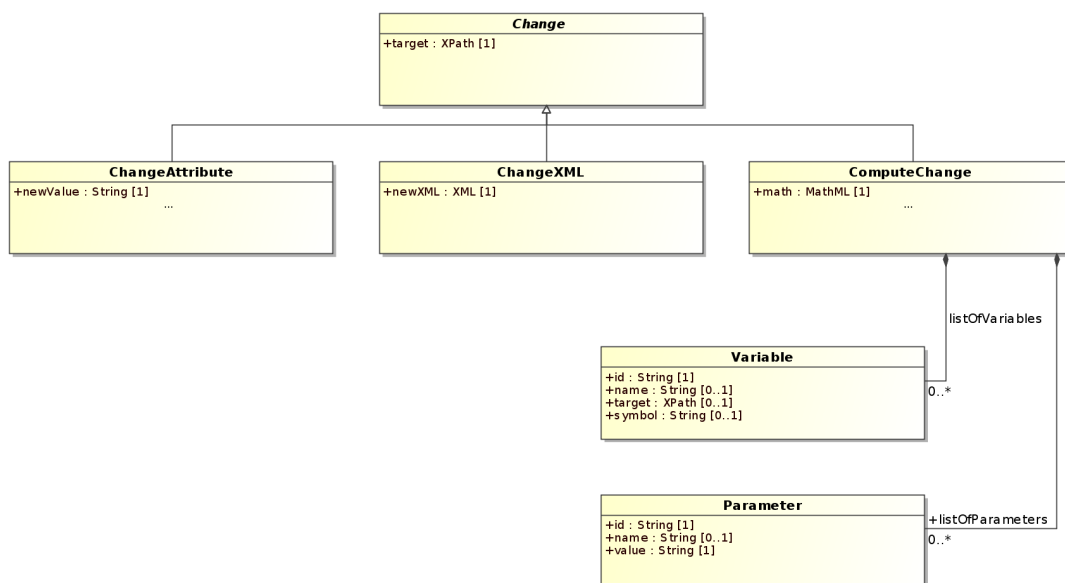 Change
+target : XPath [1]
ChangeAttribute
+newValue : String [1]
...
ChangeXML
+newXML : XML [1]
ComputeChange
+math : MathML [1]
...
listOfVariables
Variable
+id : String [1]
+name : String [0..1]
+target : XPath [0..1]
+symbol : String [0..1]
0..*
Parameter
+id : String [1]
+name : String [0..1]
+value : String [1]
+listOfParameters
0..*